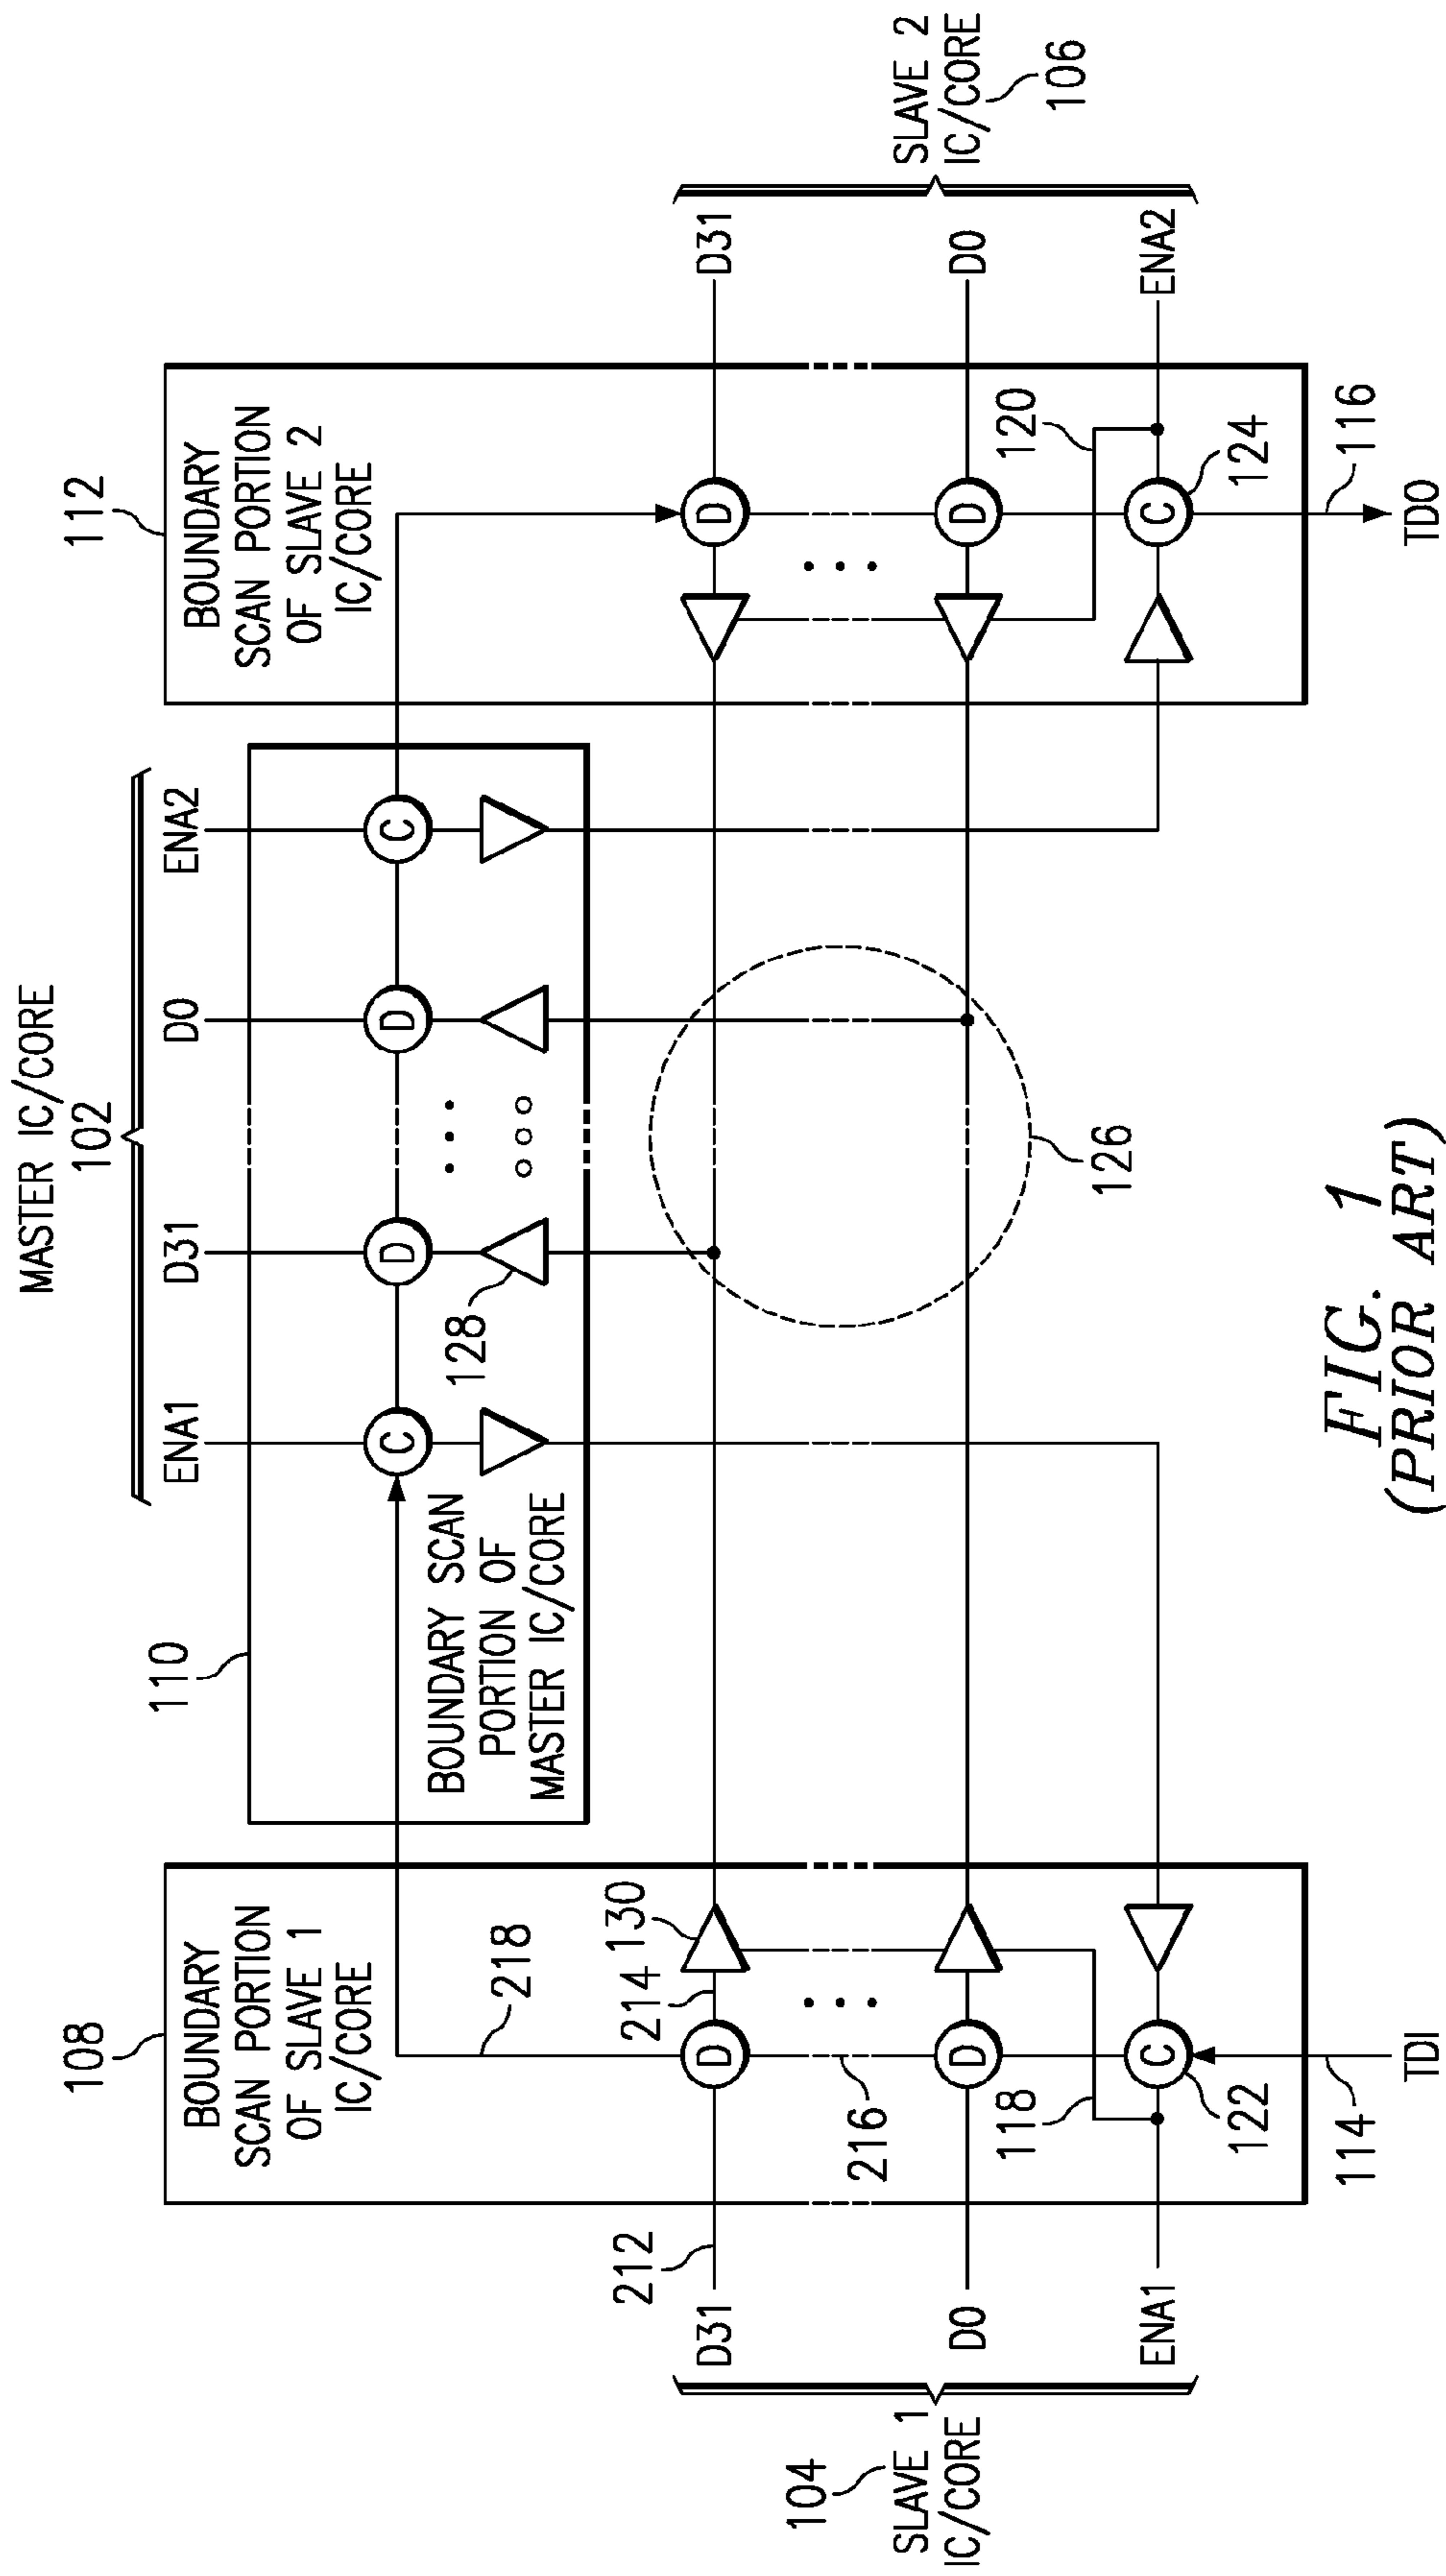 MASTER IC/CORE
102
ENA1
D31
D0
ENA2
108
BOUNDARY
SCAN PORTION
OF SLAVE 1
IC/CORE
110
BOUNDARY SCAN
PORTION OF
MASTER IC/CORE
C
D
D
C
128
112
BOUNDARY
SCAN PORTION
OF SLAVE 2
IC/CORE
218
104
SLAVE 1
IC/CORE
D31
212
D
214
130
D0
D
216
118
ENA1
C
122
114
TDI
126
D
D31
D
D0
120
C
124
ENA2
116
TDO
SLAVE 2
IC/CORE
106
FIG. 1
(PRIOR ART)